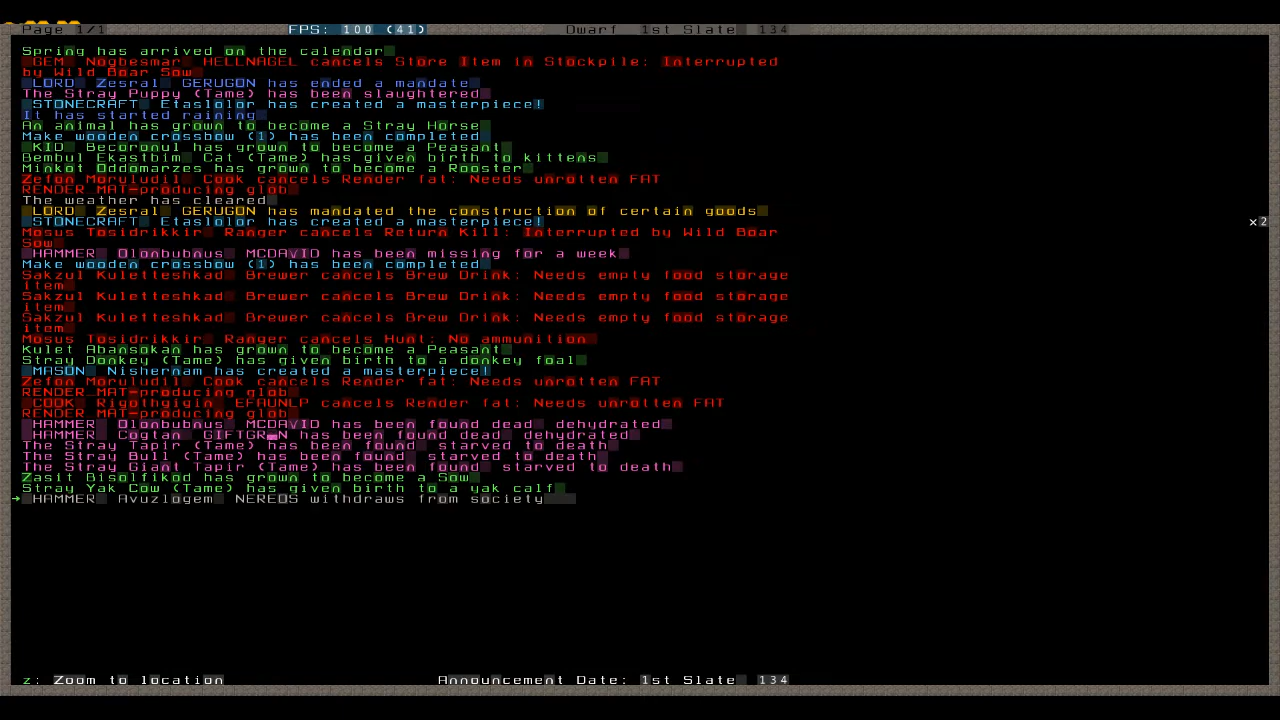 Page 1/1 FPS: 100 (41) Dwarf 1st Slate 134
Spring has arrived on the calendar
GEM Nogbesmar HELLNAGEL cancels Store Item in Stockpile: Interrupted
by Wild Boar Sow
LORD Zesral GERUGON has ended a mandate
The Stray Puppy (Tame) has been slaughtered
STONECRAFT Etaslolor has created a masterpiece!
It has started raining
An animal has grown to become a Stray Horse
Make wooden crossbow (1) has been completed
KID Becoronul has grown to become a Peasant
Bembul Ekastbim Cat (Tame) has given birth to kittens
Minkot Oddomarzes has grown to become a Rooster
Zefon Moruludil Cook cancels Render fat: Needs unrotten FAT
RENDER MAT-producing glob
The weather has cleared
LORD Zesral GERUGON has mandated the construction of certain goods
STONECRAFT Etaslolor has created a masterpiece! x2
Mosus Tosidrikkir Ranger cancels Return Kill: Interrupted by Wild Boar
Sow
HAMMER Olonbubnus MCDAVID has been missing for a week
Make wooden crossbow (1) has been completed
Sakzul Kuletteshkad Brewer cancels Brew Drink: Needs empty food storage
item
Sakzul Kuletteshkad Brewer cancels Brew Drink: Needs empty food storage
item
Sakzul Kuletteshkad Brewer cancels Brew Drink: Needs empty food storage
item
Mosus Tosidrikkir Ranger cancels Hunt: No ammunition
Kulet Abansokan has grown to become a Peasant
Stray Donkey (Tame) has given birth to a donkey foal
MASON Nishernam has created a masterpiece!
Zefon Moruludil Cook cancels Render fat: Needs unrotten FAT
RENDER MAT-producing glob
COOK Rigothgigin EFAUNLP cancels Render fat: Needs unrotten FAT
RENDER MAT-producing glob
HAMMER Olonbubnus MCDAVID has been found dead dehydrated
HAMMER Cogtan has been found dead dehydrated
The Stray Tapir (Tame) has been found starved to death
The Stray Bull (Tame) has been found starved to death
The Stray Giant Tapir (Tame) has been found starved to death
Zasit Bisolfikod has grown to become a Sow
Stray Yak Cow (Tame) has given birth to a yak calf
HAMMER Avuzlogem NEREOS withdraws from society
z: Zoom to location Announcement Date: 1st Slate 134